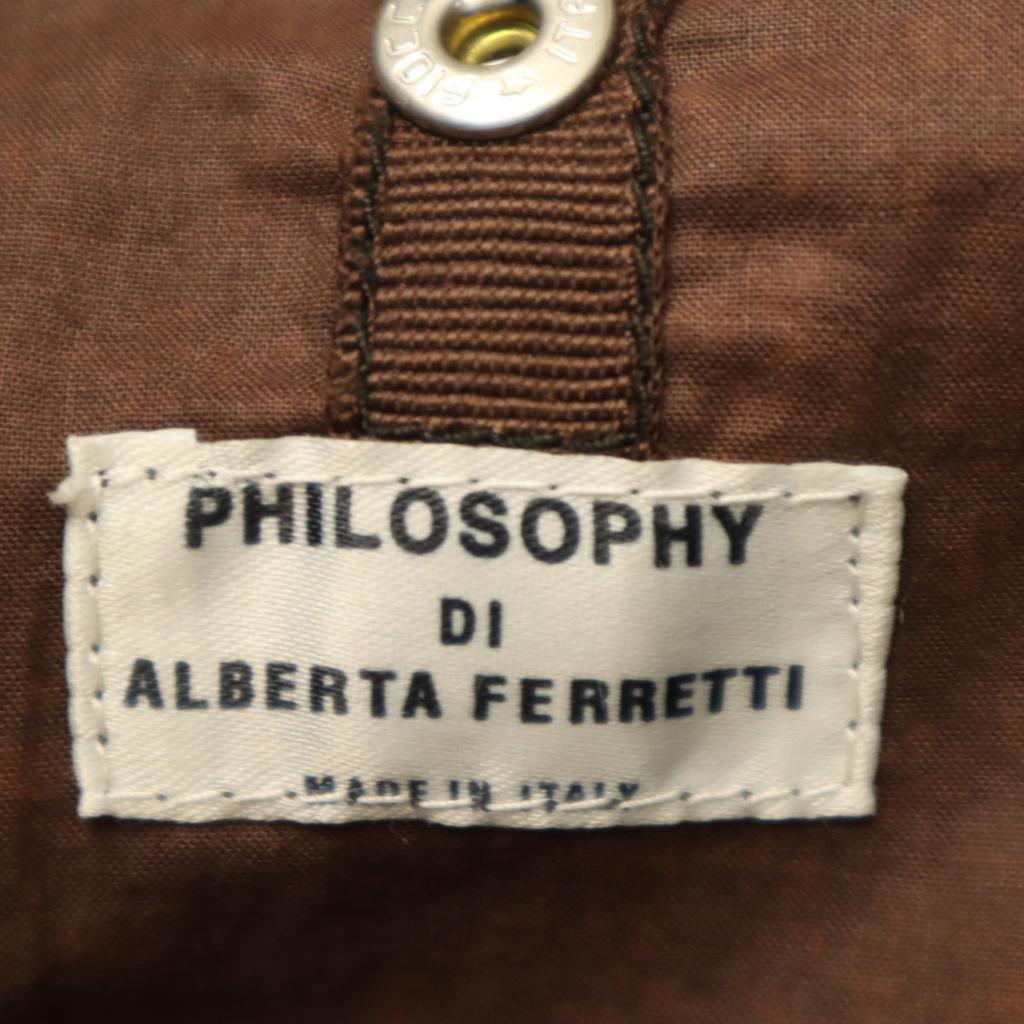 PHILOSOPHY
DI
ALBERTA FERRETTI
MADE IN ITALY